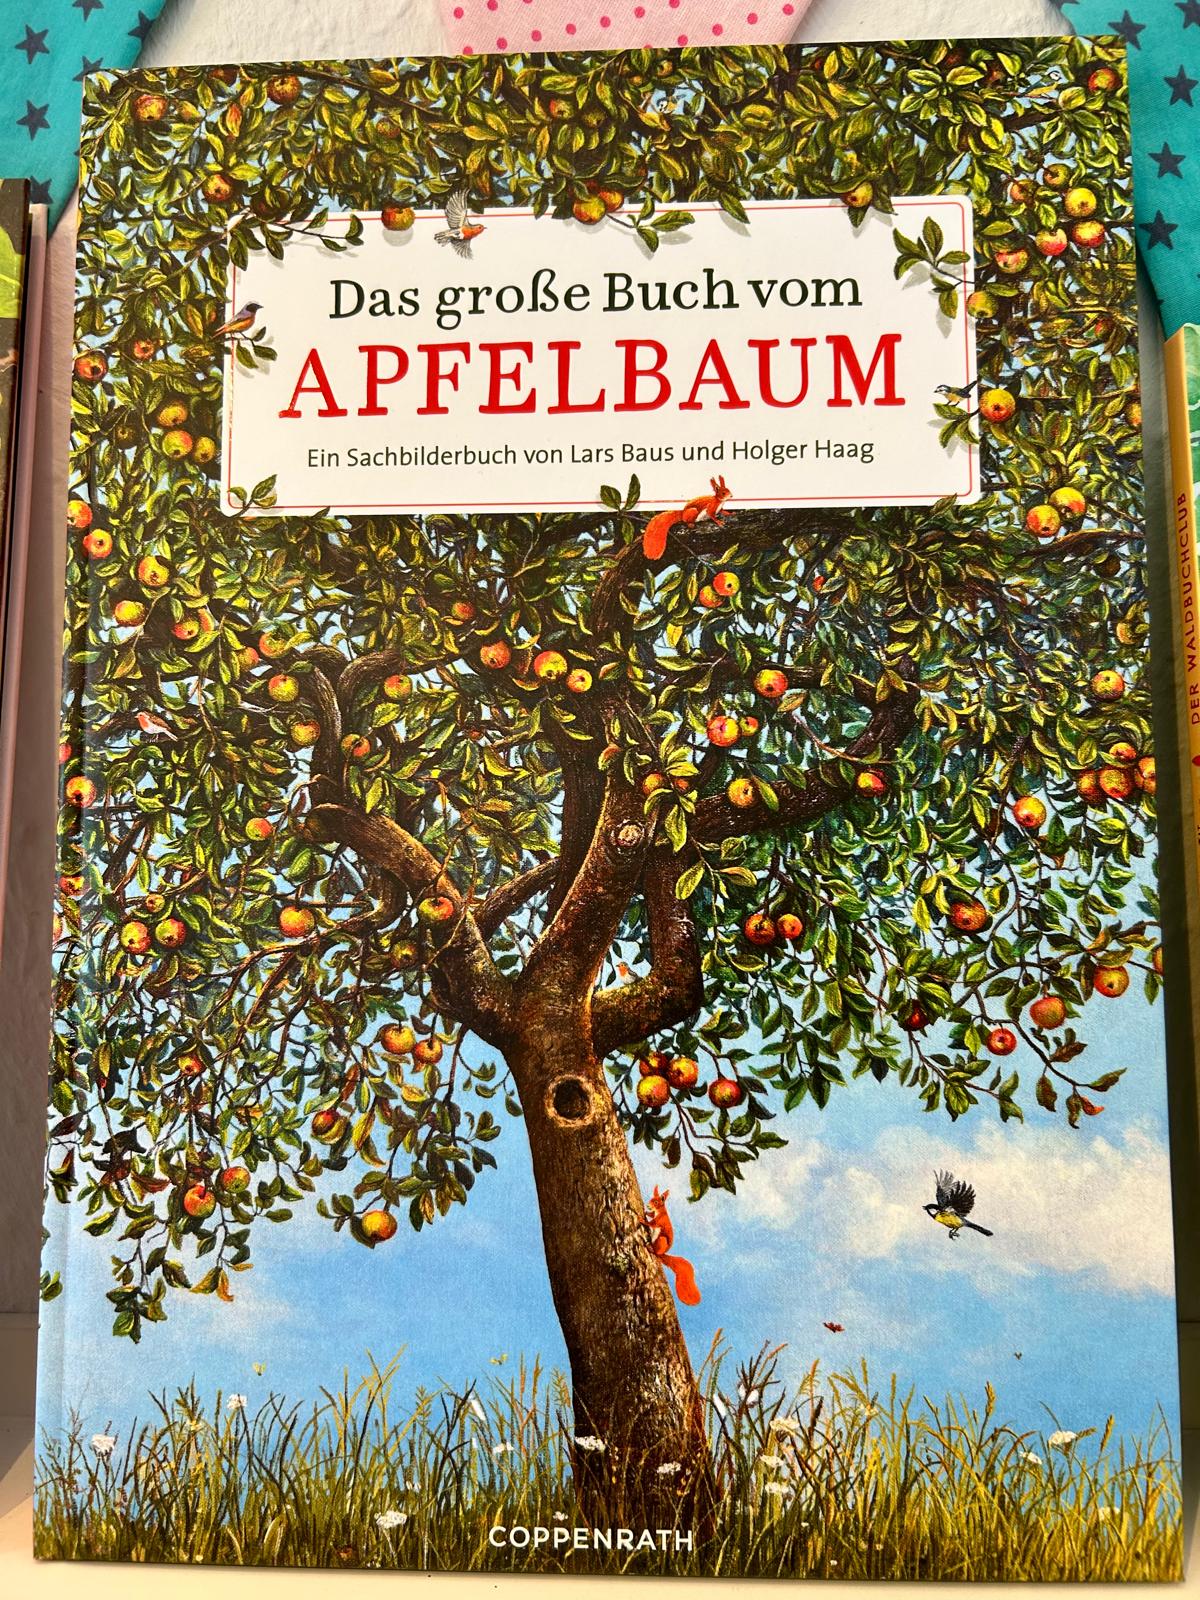 Das große Buch vom
APFELBAUM
Ein Sachbilderbuch von Lars Baus und Holger Haag
COPPENRATH
DER WALDBUCHCLUB